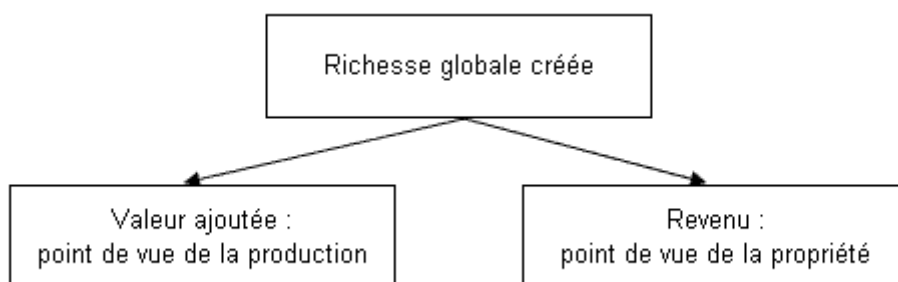 Richesse globale créée
Valeur ajoutée :
point de vue de la production
Revenu :
point de vue de la propriété